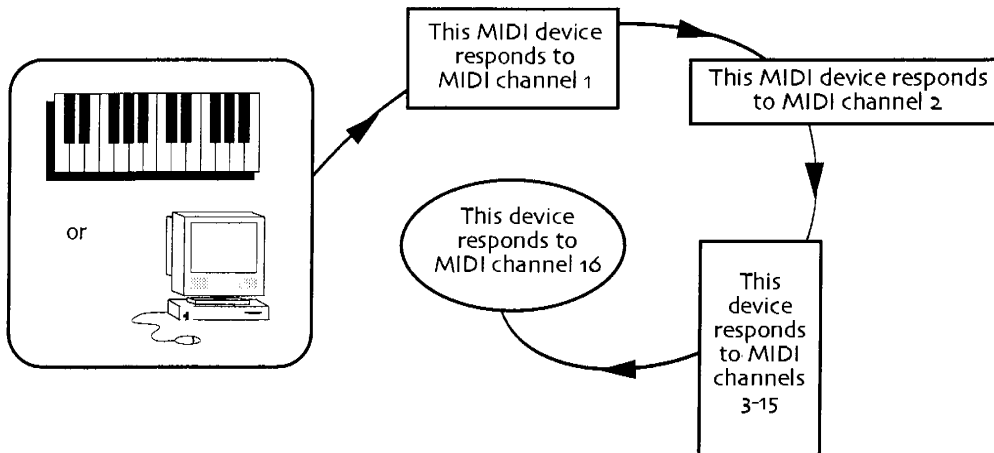 This MIDI device
responds to
MIDI channel 1
This MIDI device responds
to MIDI channel 2
or
This device
responds to
MIDI channel 16
This
device
responds
to MIDI
channels
3-15